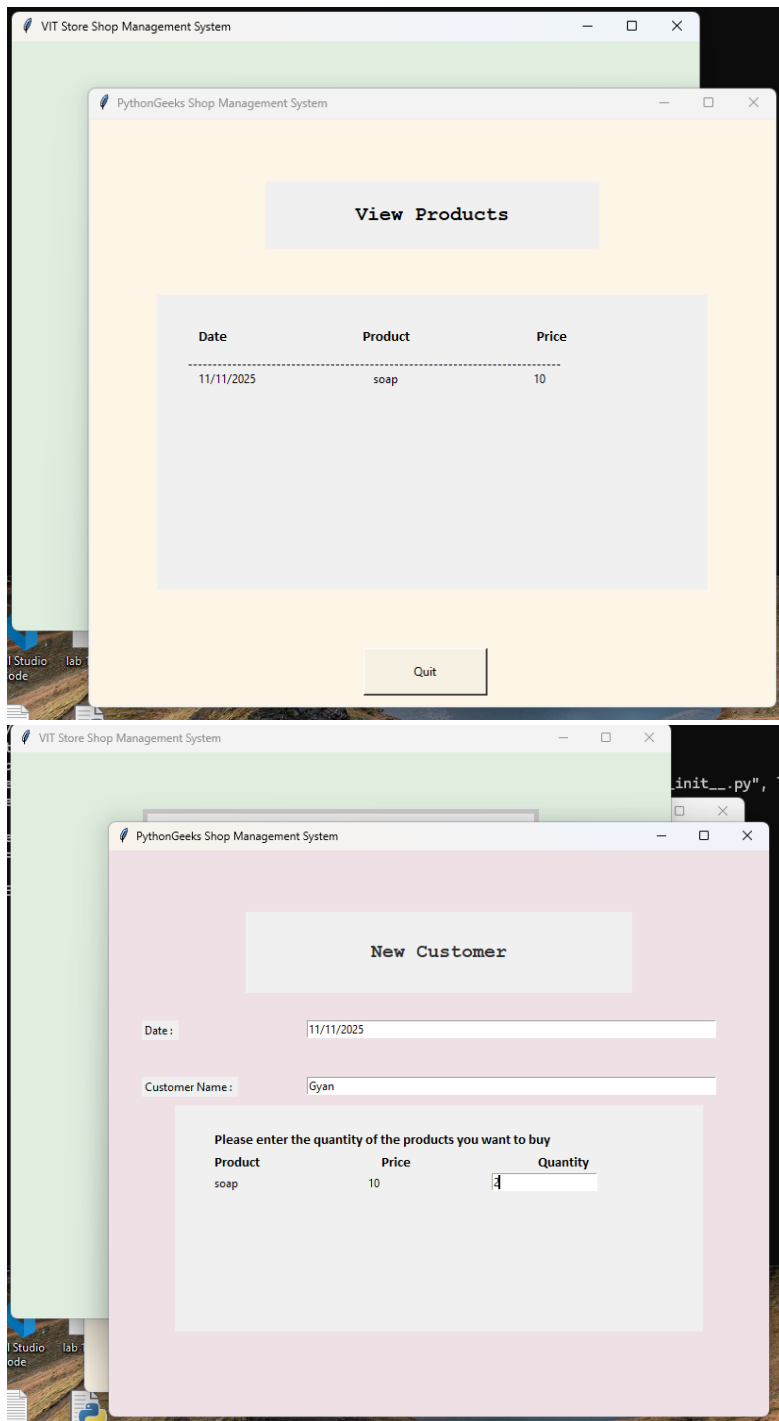 VIT Store Shop Management System
PythonGeeks Shop Management System
View Products
Date Product Price
--------------------------------------------------------------------------
11/11/2025 soap 10
l Studio lab 1
ode
Quit
VIT Store Shop Management System
_init__.py",
PythonGeeks Shop Management System
New Customer
Date : 11/11/2025
Customer Name : Gyan
Please enter the quantity of the products you want to buy
Product Price Quantity
soap 10 2
l Studio lab 1
ode